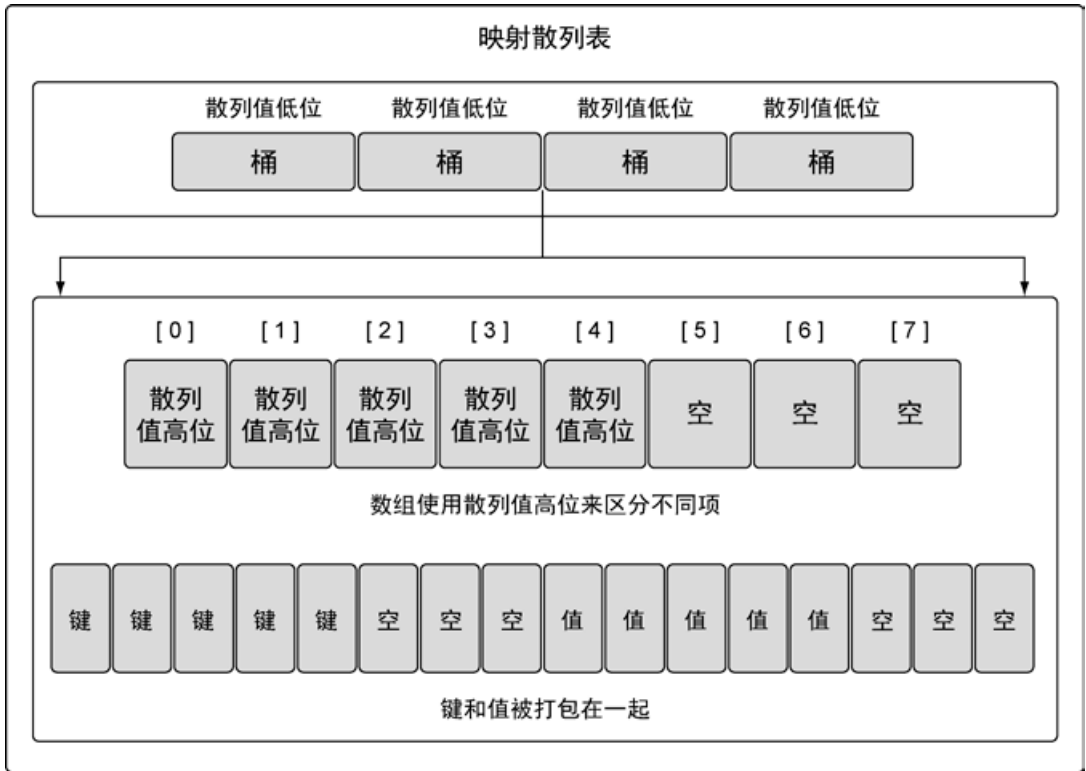 映射散列表
散列值低位 散列值低位 散列值低位 散列值低位
桶 桶 桶 桶
[0] [1] [2] [3] [4] [5] [6] [7]
散列 散列 散列 散列 散列
值高位 值高位 值高位 值高位 值高位 空 空 空
数组使用散列值高位来区分不同项
键 键 键 键 键 空 空 空 值 值 值 值 值 空 空 空
键和值被打包在一起